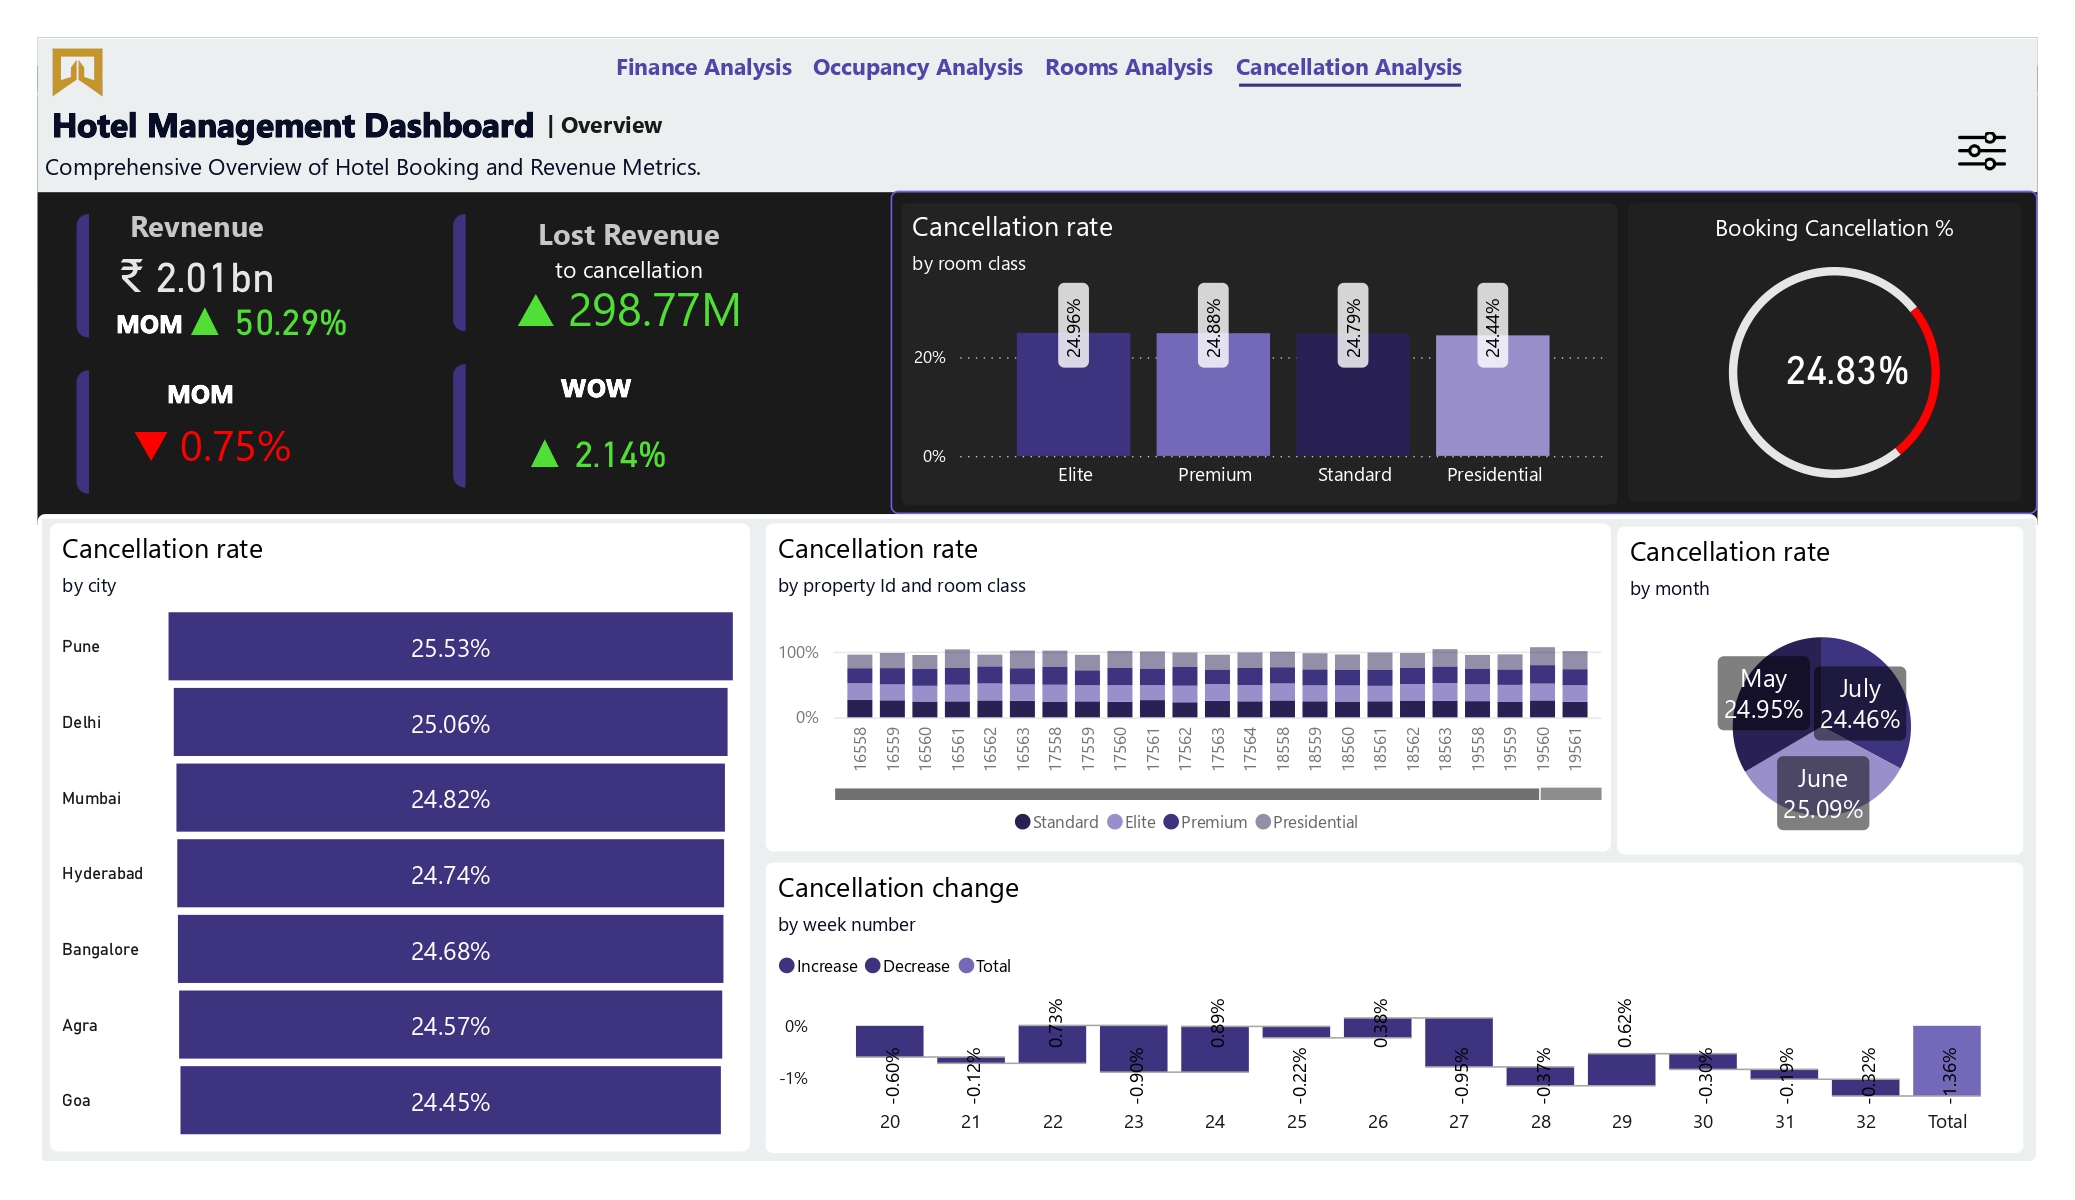 Finance Analysis Occupancy Analysis Rooms Analysis Cancellation Analysis
Hotel Management Dashboard | Overview
Comprehensive Overview of Hotel Booking and Revenue Metrics.
Revnenue
₹ 2.01bn
MOM ▲ 50.29%
Lost Revenue
to cancellation
▲ 298.77M
MOM
▼ 0.75%
WOW
▲ 2.14%
Cancellation rate
by room class
20%
0%
24.96% 24.88% 24.79% 24.44%
Elite Premium Standard Presidential
Booking Cancellation %
24.83%
Cancellation rate
by city
Pune 25.53%
Delhi 25.06%
Mumbai 24.82%
Hyderabad 24.74%
Bangalore 24.68%
Agra 24.57%
Goa 24.45%
Cancellation rate
by property Id and room class
100%
0%
16558 16559 16560 16561 16562 16563 17558 17559 17560 17561 17562 17563 17564 18558 18559 18560 18561 18562 18563 19558 19559 19560 19561
Standard Elite Premium Presidential
Cancellation rate
by month
May
24.95%
July
24.46%
June
25.09%
Cancellation change
by week number
Increase Decrease Total
0%
-1%
-0.60% -0.12% 0.73% -0.90% 0.89% -0.22% 0.38% -0.95% -0.37% 0.62% -0.30% -0.19% -0.32% -1.36%
20 21 22 23 24 25 26 27 28 29 30 31 32 Total